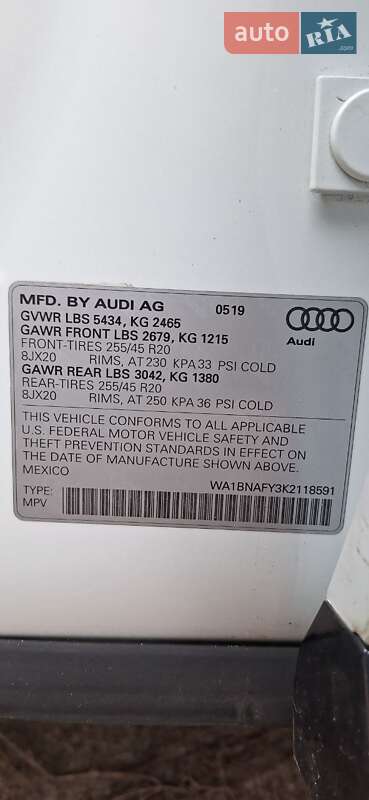 auto RIA .com
MFD. BY AUDI AG 0519
GVWR LBS 5434, KG 2465
GAWR FRONT LBS 2679, KG 1215
FRONT-TIRES 255/45 R20
8JX20 RIMS, AT 230 KPA 33 PSI COLD
GAWR REAR LBS 3042, KG 1380
REAR-TIRES 255/45 R20
8JX20 RIMS, AT 250 KPA 36 PSI COLD
Audi
THIS VEHICLE CONFORMS TO ALL APPLICABLE
U.S. FEDERAL MOTOR VEHICLE SAFETY AND
THEFT PREVENTION STANDARDS IN EFFECT ON
THE DATE OF MANUFACTURE SHOWN ABOVE.
MEXICO WA1BNAFY3K2118591
TYPE:
MPV